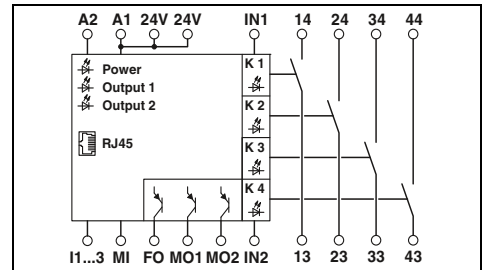 A2 A1 24V 24V IN1 14 24 34 44
Power
Output 1
Output 2
RJ45
K 1
K 2
K 3
K 4
I1...3 MI FO MO1 MO2 IN2 13 23 33 43